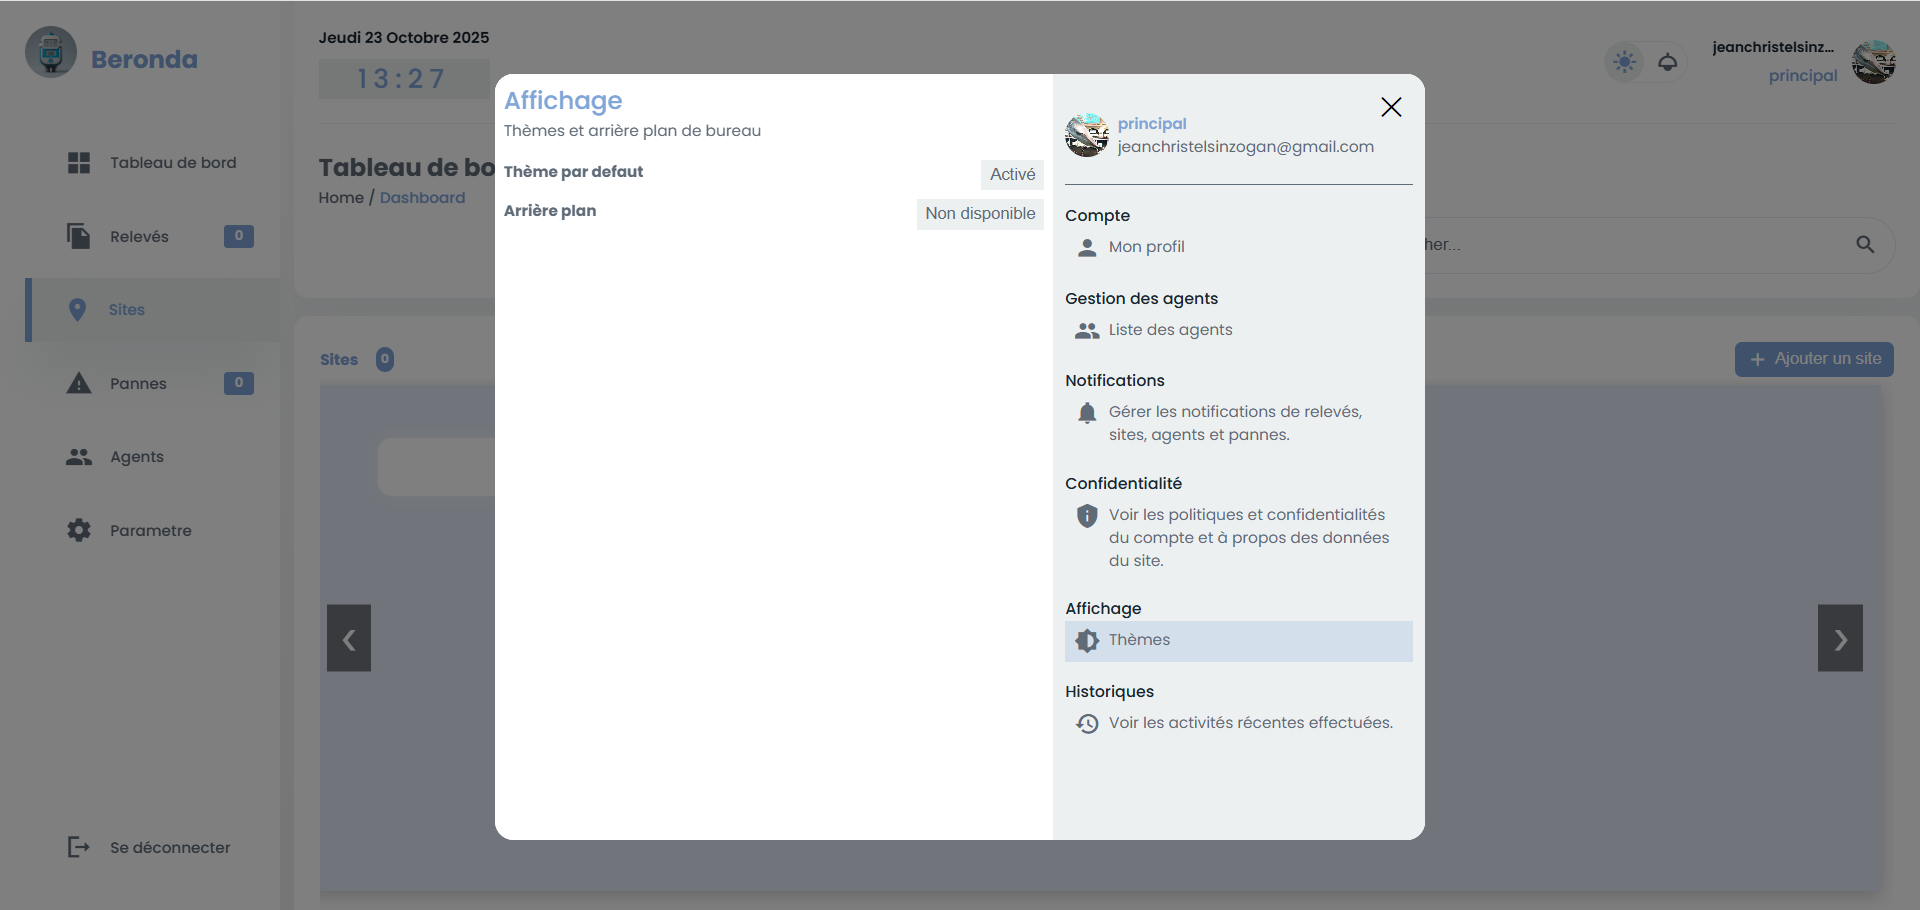 Beronda
Tableau de bord
Relevés 0
Sites
Pannes 0
Agents
Parametre
Se déconnecter
Jeudi 23 Octobre 2025
13:27
jeanchristelsinz...
principal
Tableau de bo
Home / Dashboard
her...
Sites 0
+ Ajouter un site
❮
❯
Affichage
Thèmes et arrière plan de bureau
Thème par defaut Activé
Arrière plan Non disponible
principal
jeanchristelsinzogan@gmail.com
Compte
Mon profil
Gestion des agents
Liste des agents
Notifications
Gérer les notifications de relevés,
sites, agents et pannes.
Confidentialité
Voir les politiques et confidentialités
du compte et à propos des données
du site.
Affichage
Thèmes
Historiques
Voir les activités récentes effectuées.